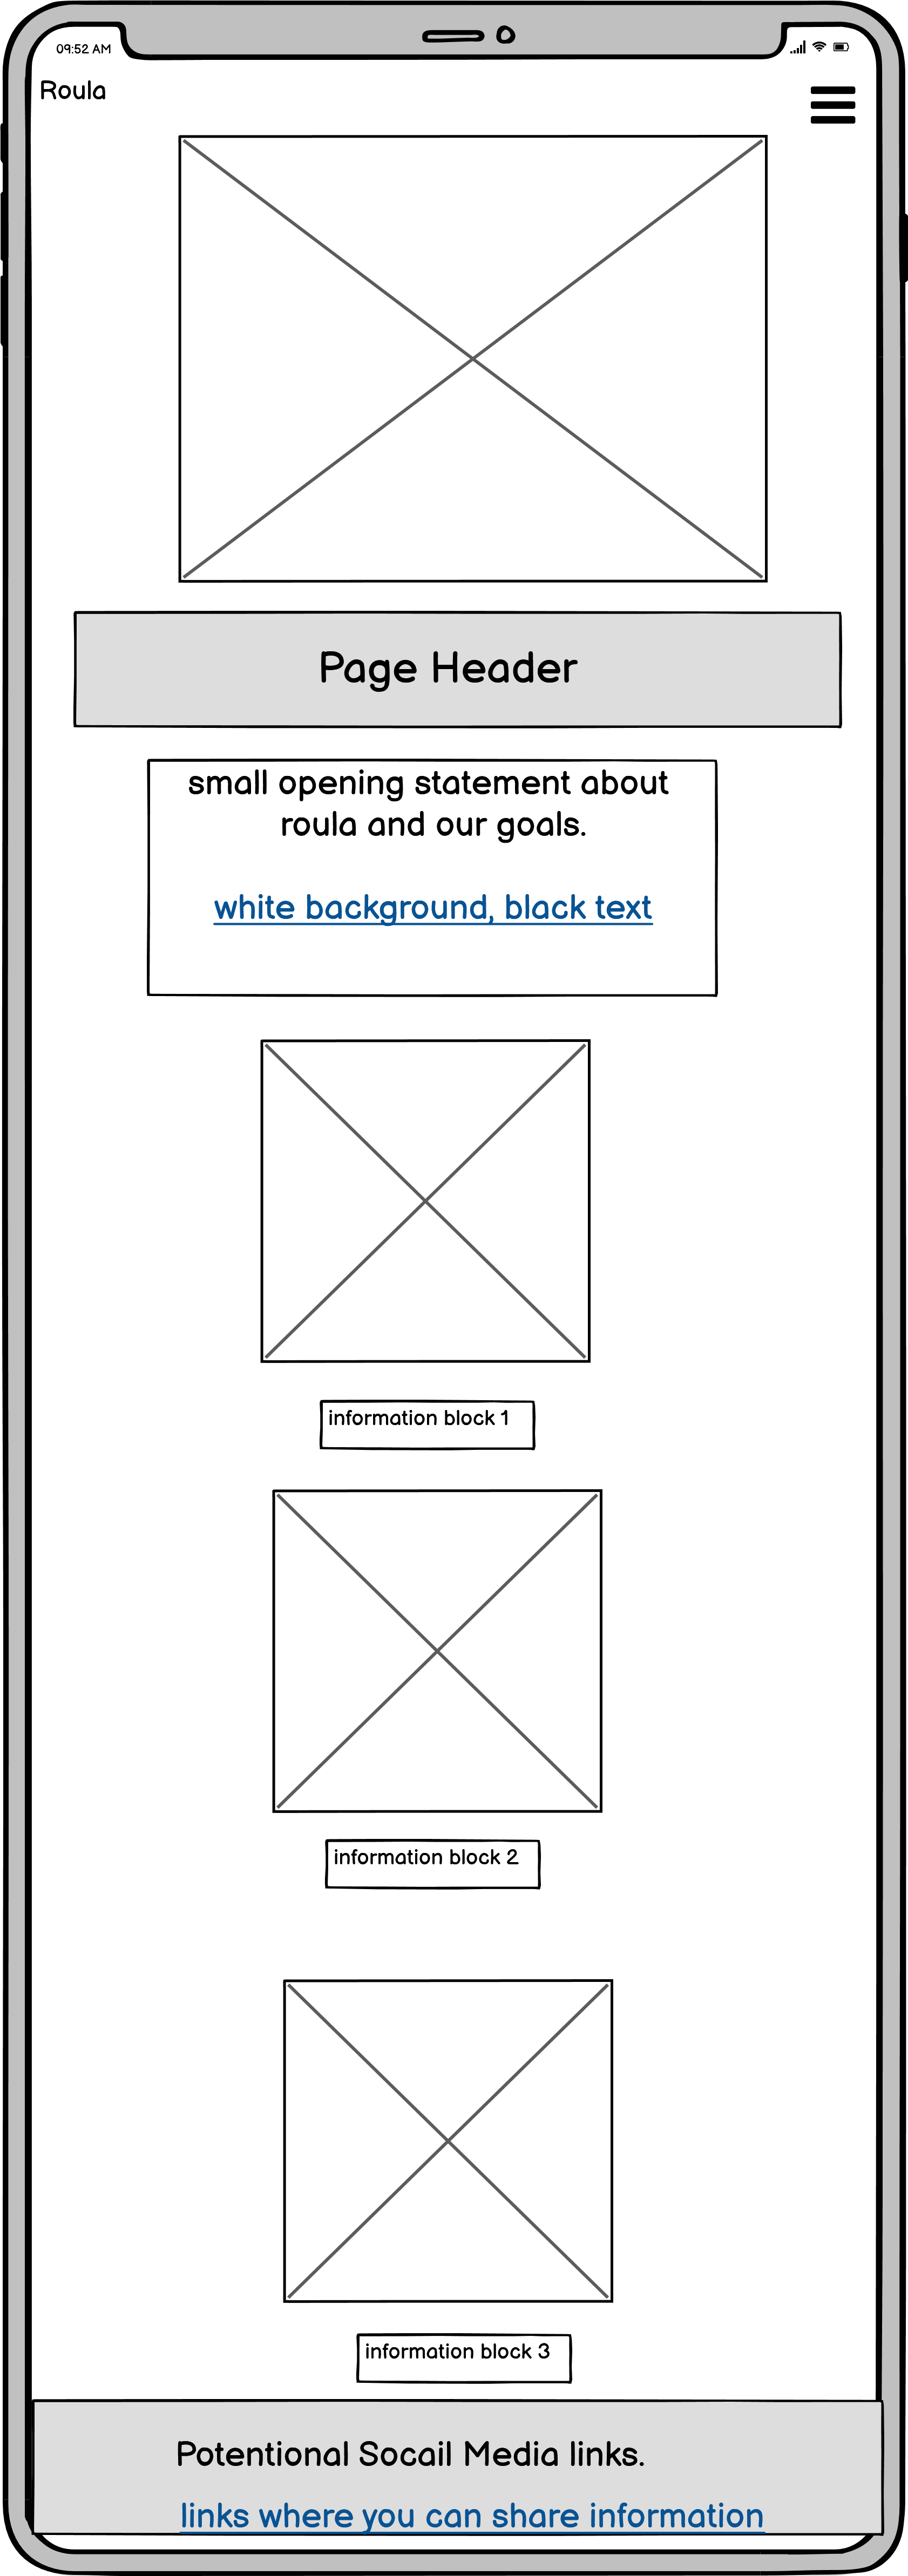 09:52 AM
Roula
Page Header
small opening statement about
roula and our goals.
white background, black text
information block 1
information block 2
information block 3
Potentional Socail Media links.
links where you can share information